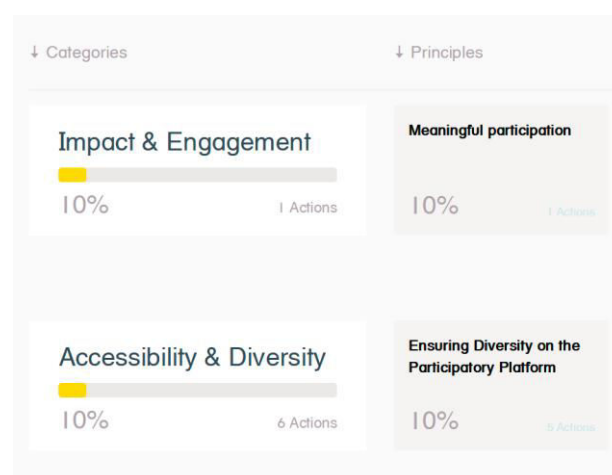 ↓ Categories
↓ Principles
Impact & Engagement
10%
1 Actions
Meaningful participation
10%
1 Actions
Accessibility & Diversity
10%
6 Actions
Ensuring Diversity on the
Participatory Platform
10%
5 Actions